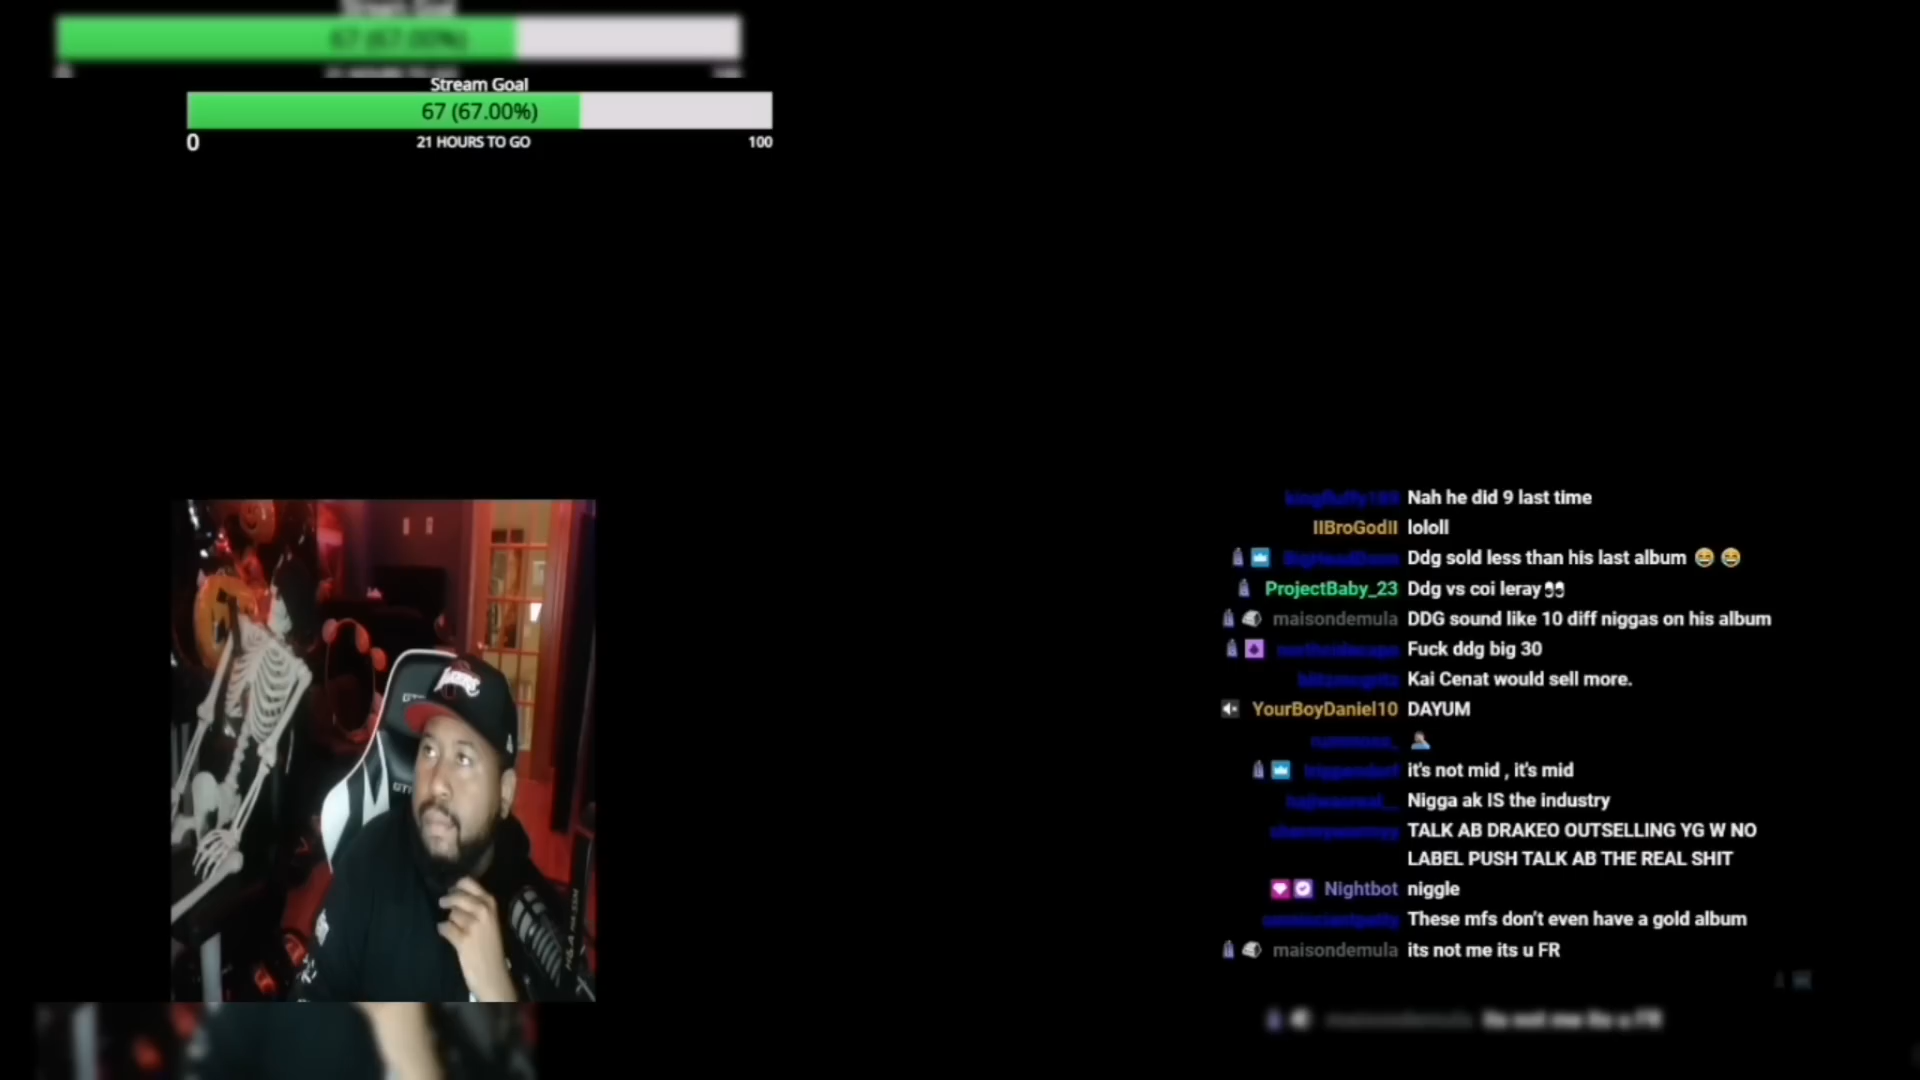 Stream Goal
67 (67.00%)
0 21 HOURS TO GO 100
Nah he did 9 last time
IIBroGodII lololl
Ddg sold less than his last album 😆 😆
ProjectBaby_23 Ddg vs coi leray👀
maisondemula DDG sound like 10 diff niggas on his album
Fuck ddg big 30
Kai Cenat would sell more.
YourBoyDaniel10 DAYUM
it's not mid , it's mid
Nigga ak IS the industry
TALK AB DRAKEO OUTSELLING YG W NO
LABEL PUSH TALK AB THE REAL SHIT
Nightbot niggle
These mfs don't even have a gold album
maisondemula its not me its u FR